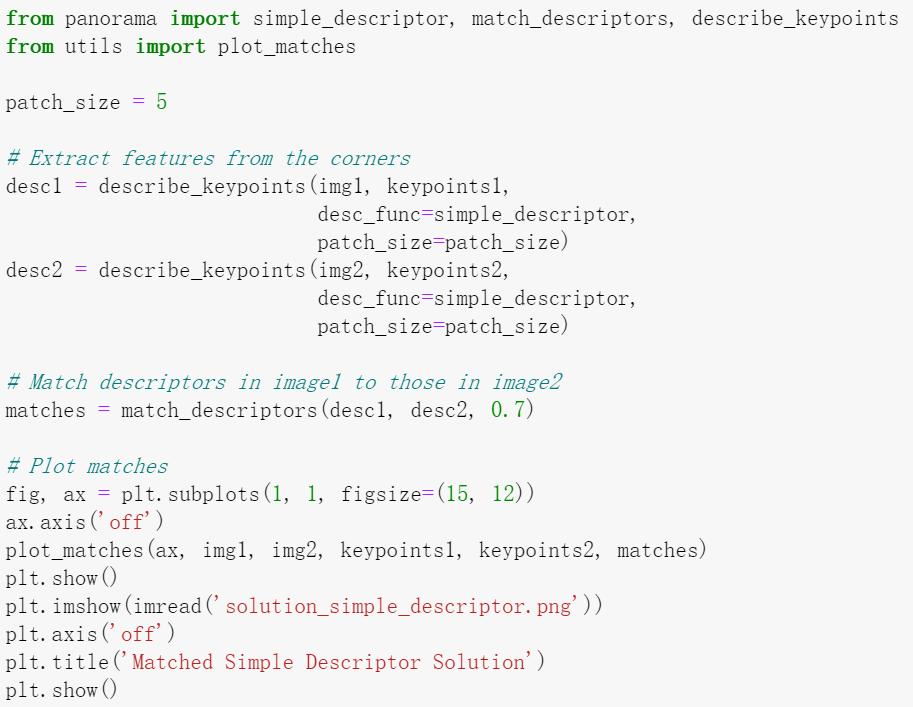 from panorama import simple_descriptor, match_descriptors, describe_keypoints
from utils import plot_matches

patch_size = 5

# Extract features from the corners
desc1 = describe_keypoints(img1, keypoints1,
                           desc_func=simple_descriptor,
                           patch_size=patch_size)
desc2 = describe_keypoints(img2, keypoints2,
                           desc_func=simple_descriptor,
                           patch_size=patch_size)

# Match descriptors in image1 to those in image2
matches = match_descriptors(desc1, desc2, 0.7)

# Plot matches
fig, ax = plt.subplots(1, 1, figsize=(15, 12))
ax.axis('off')
plot_matches(ax, img1, img2, keypoints1, keypoints2, matches)
plt.show()
plt.imshow(imread('solution_simple_descriptor.png'))
plt.axis('off')
plt.title('Matched Simple Descriptor Solution')
plt.show()